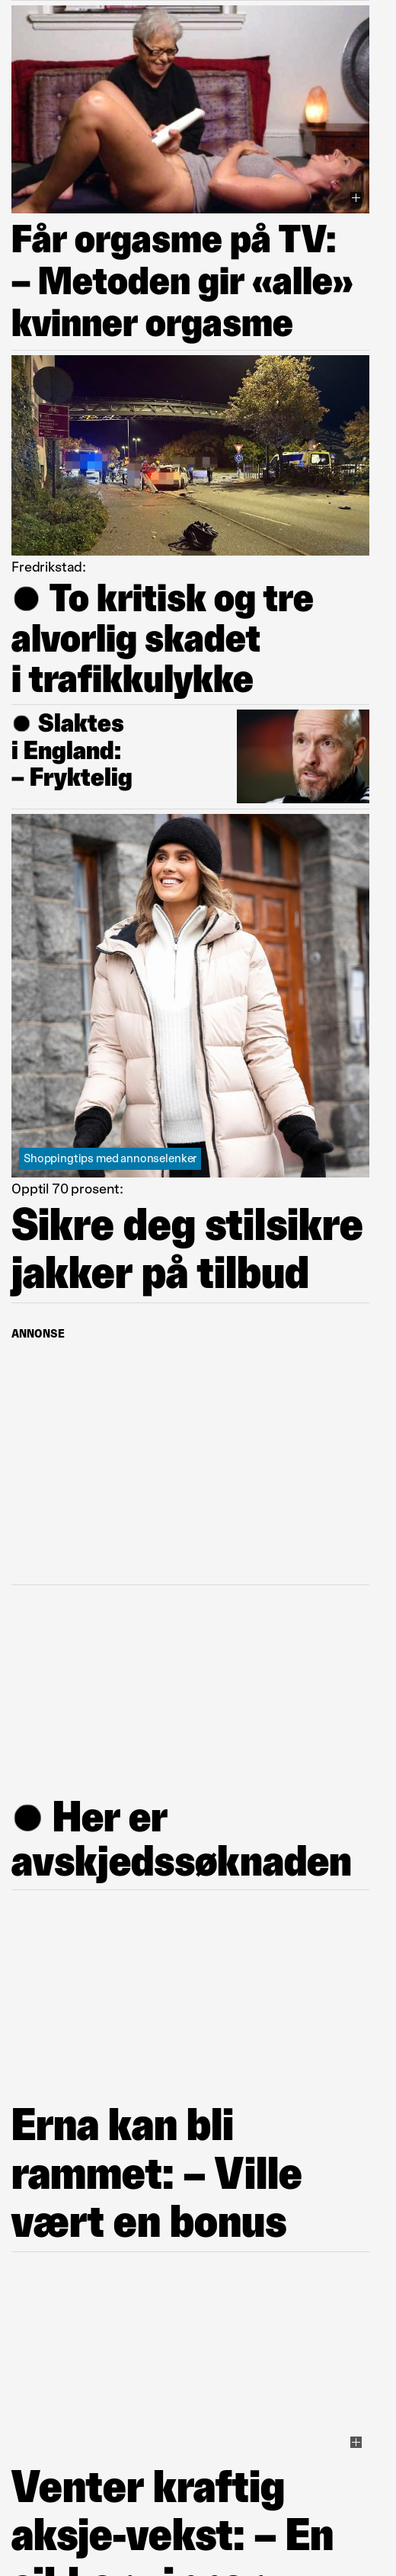 Får orgasme på TV:
– Metoden gir «alle»
kvinner orgasme
Fredrikstad:
● To kritisk og tre
alvorlig skadet
i trafikkulykke
● Slaktes
i England:
– Fryktelig
Shoppingtips med annonselenker
Opptil 70 prosent:
Sikre deg stilsikre
jakker på tilbud
ANNONSE
● Her er
avskjedssøknaden
Erna kan bli
rammet: – Ville
vært en bonus
Venter kraftig
aksje-vekst: – En